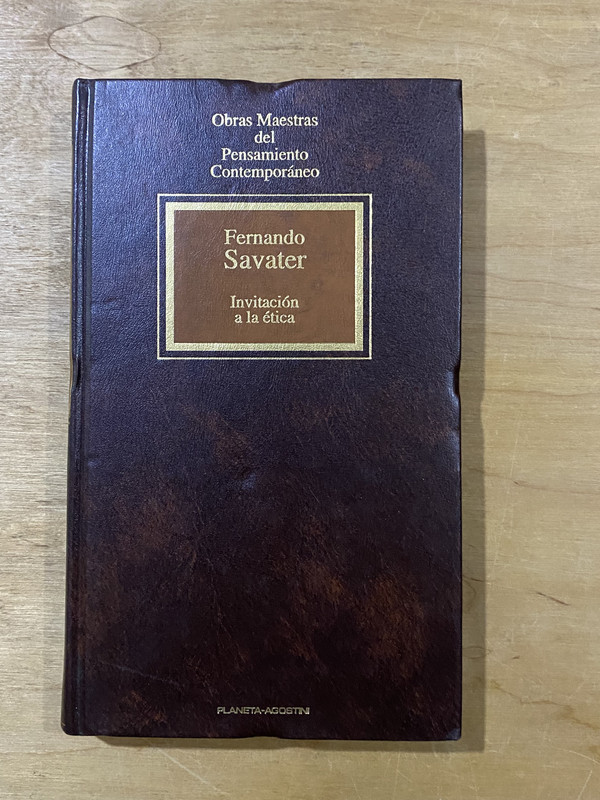 Obras Maestras
del
Pensamiento
Contemporáneo
Fernando
Savater
Invitación
a la ética
PLANETA-AGOSTINI